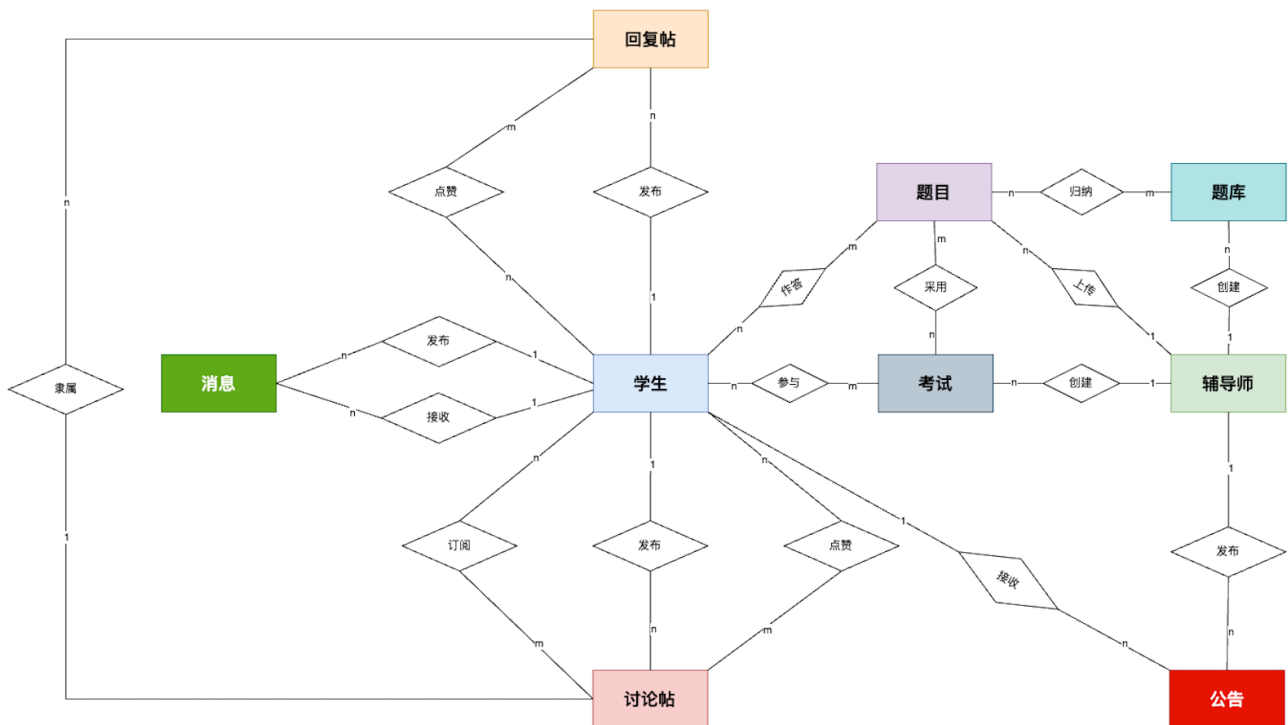 回复帖
n
m
点赞
发布
题目
n
归纳
m
题库
n
m
m
n
n
作答
采用
上传
创建
n
1
n
n
1
1
消息
n
发布
1
学生
n
参与
m
考试
n
创建
1
辅导师
隶属
n
接收
1
n
1
n
1
1
1
订阅
发布
点赞
接收
发布
m
n
m
n
n
讨论帖
公告